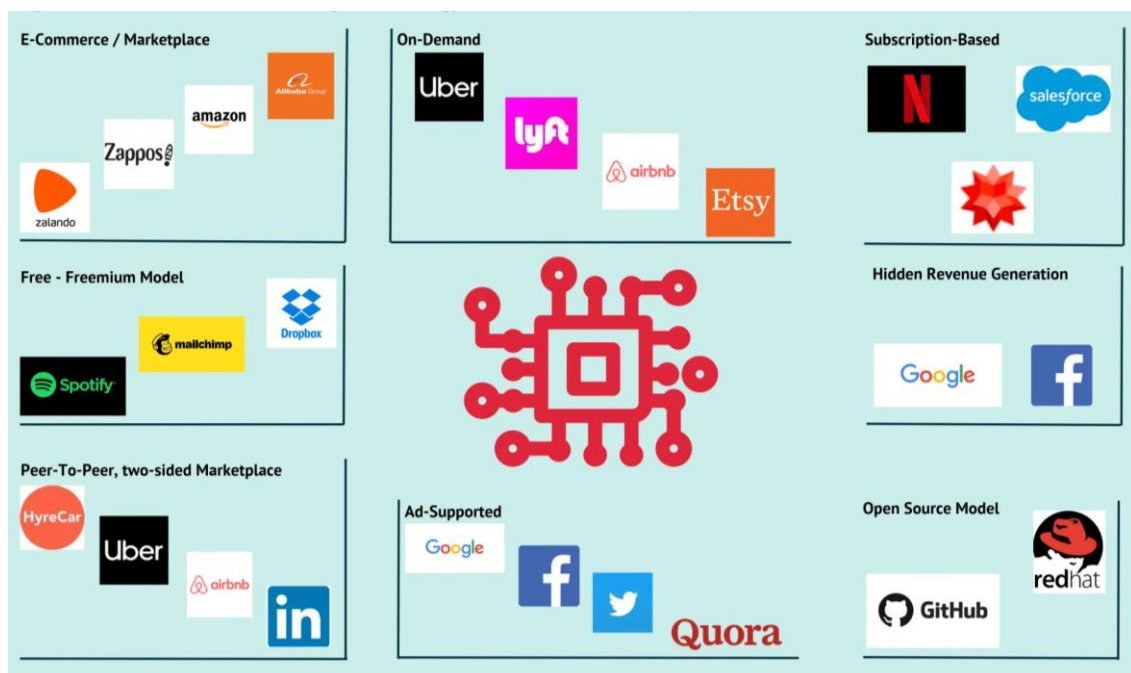 E-Commerce / Marketplace
Alibaba Group
amazon
Zappos
zalando
On-Demand
Uber
lyft
airbnb
Etsy
Subscription-Based
N
salesforce
Free - Freemium Model
Dropbox
mailchimp
Spotify
Hidden Revenue Generation
Google
f
Peer-To-Peer, two-sided Marketplace
HyreCar
Uber
airbnb
in
Ad-Supported
Google
f
Quora
Open Source Model
redhat
GitHub